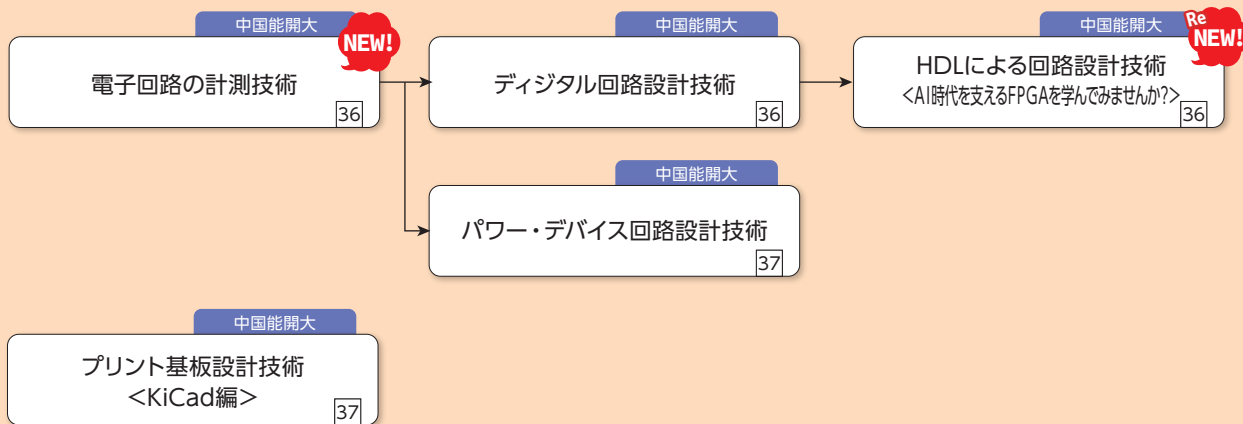 中国能開大
NEW!
電子回路の計測技術
36
中国能開大
ディジタル回路設計技術
36
中国能開大
Re
NEW!
HDLによる回路設計技術
<AI時代を支えるFPGAを学んでみませんか?>
36
中国能開大
パワー・デバイス回路設計技術
37
中国能開大
プリント基板設計技術
<KiCad編>
37